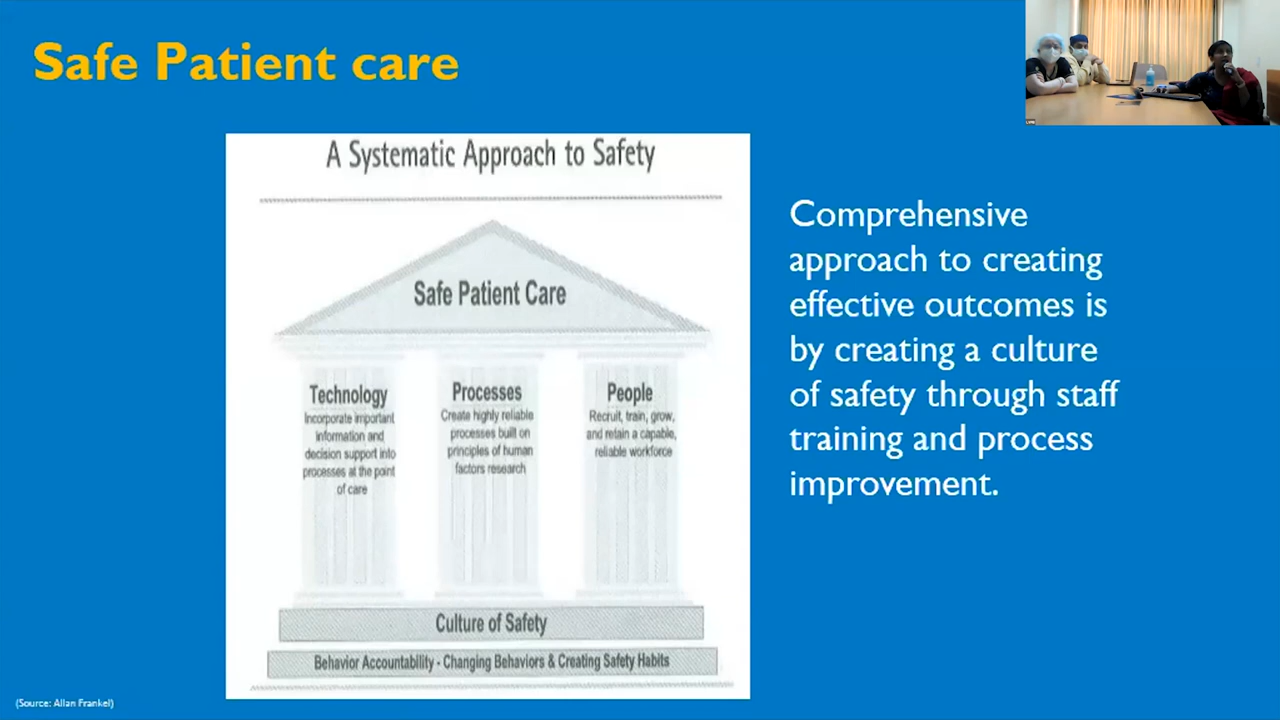 Safe Patient care
A Systematic Approach to Safety
Safe Patient Care
Technology
Incorporate important
information and
decision support into
processes at the point
of care
Processes
Create highly reliable
processes built on
principles of human
factors research
People
Recruit, train, grow,
and retain a capable,
reliable workforce
Culture of Safety
Behavior Accountability - Changing Behaviors & Creating Safety Habits
Comprehensive
approach to creating
effective outcomes is
by creating a culture
of safety through staff
training and process
improvement.
(Source: Allan Frankel)